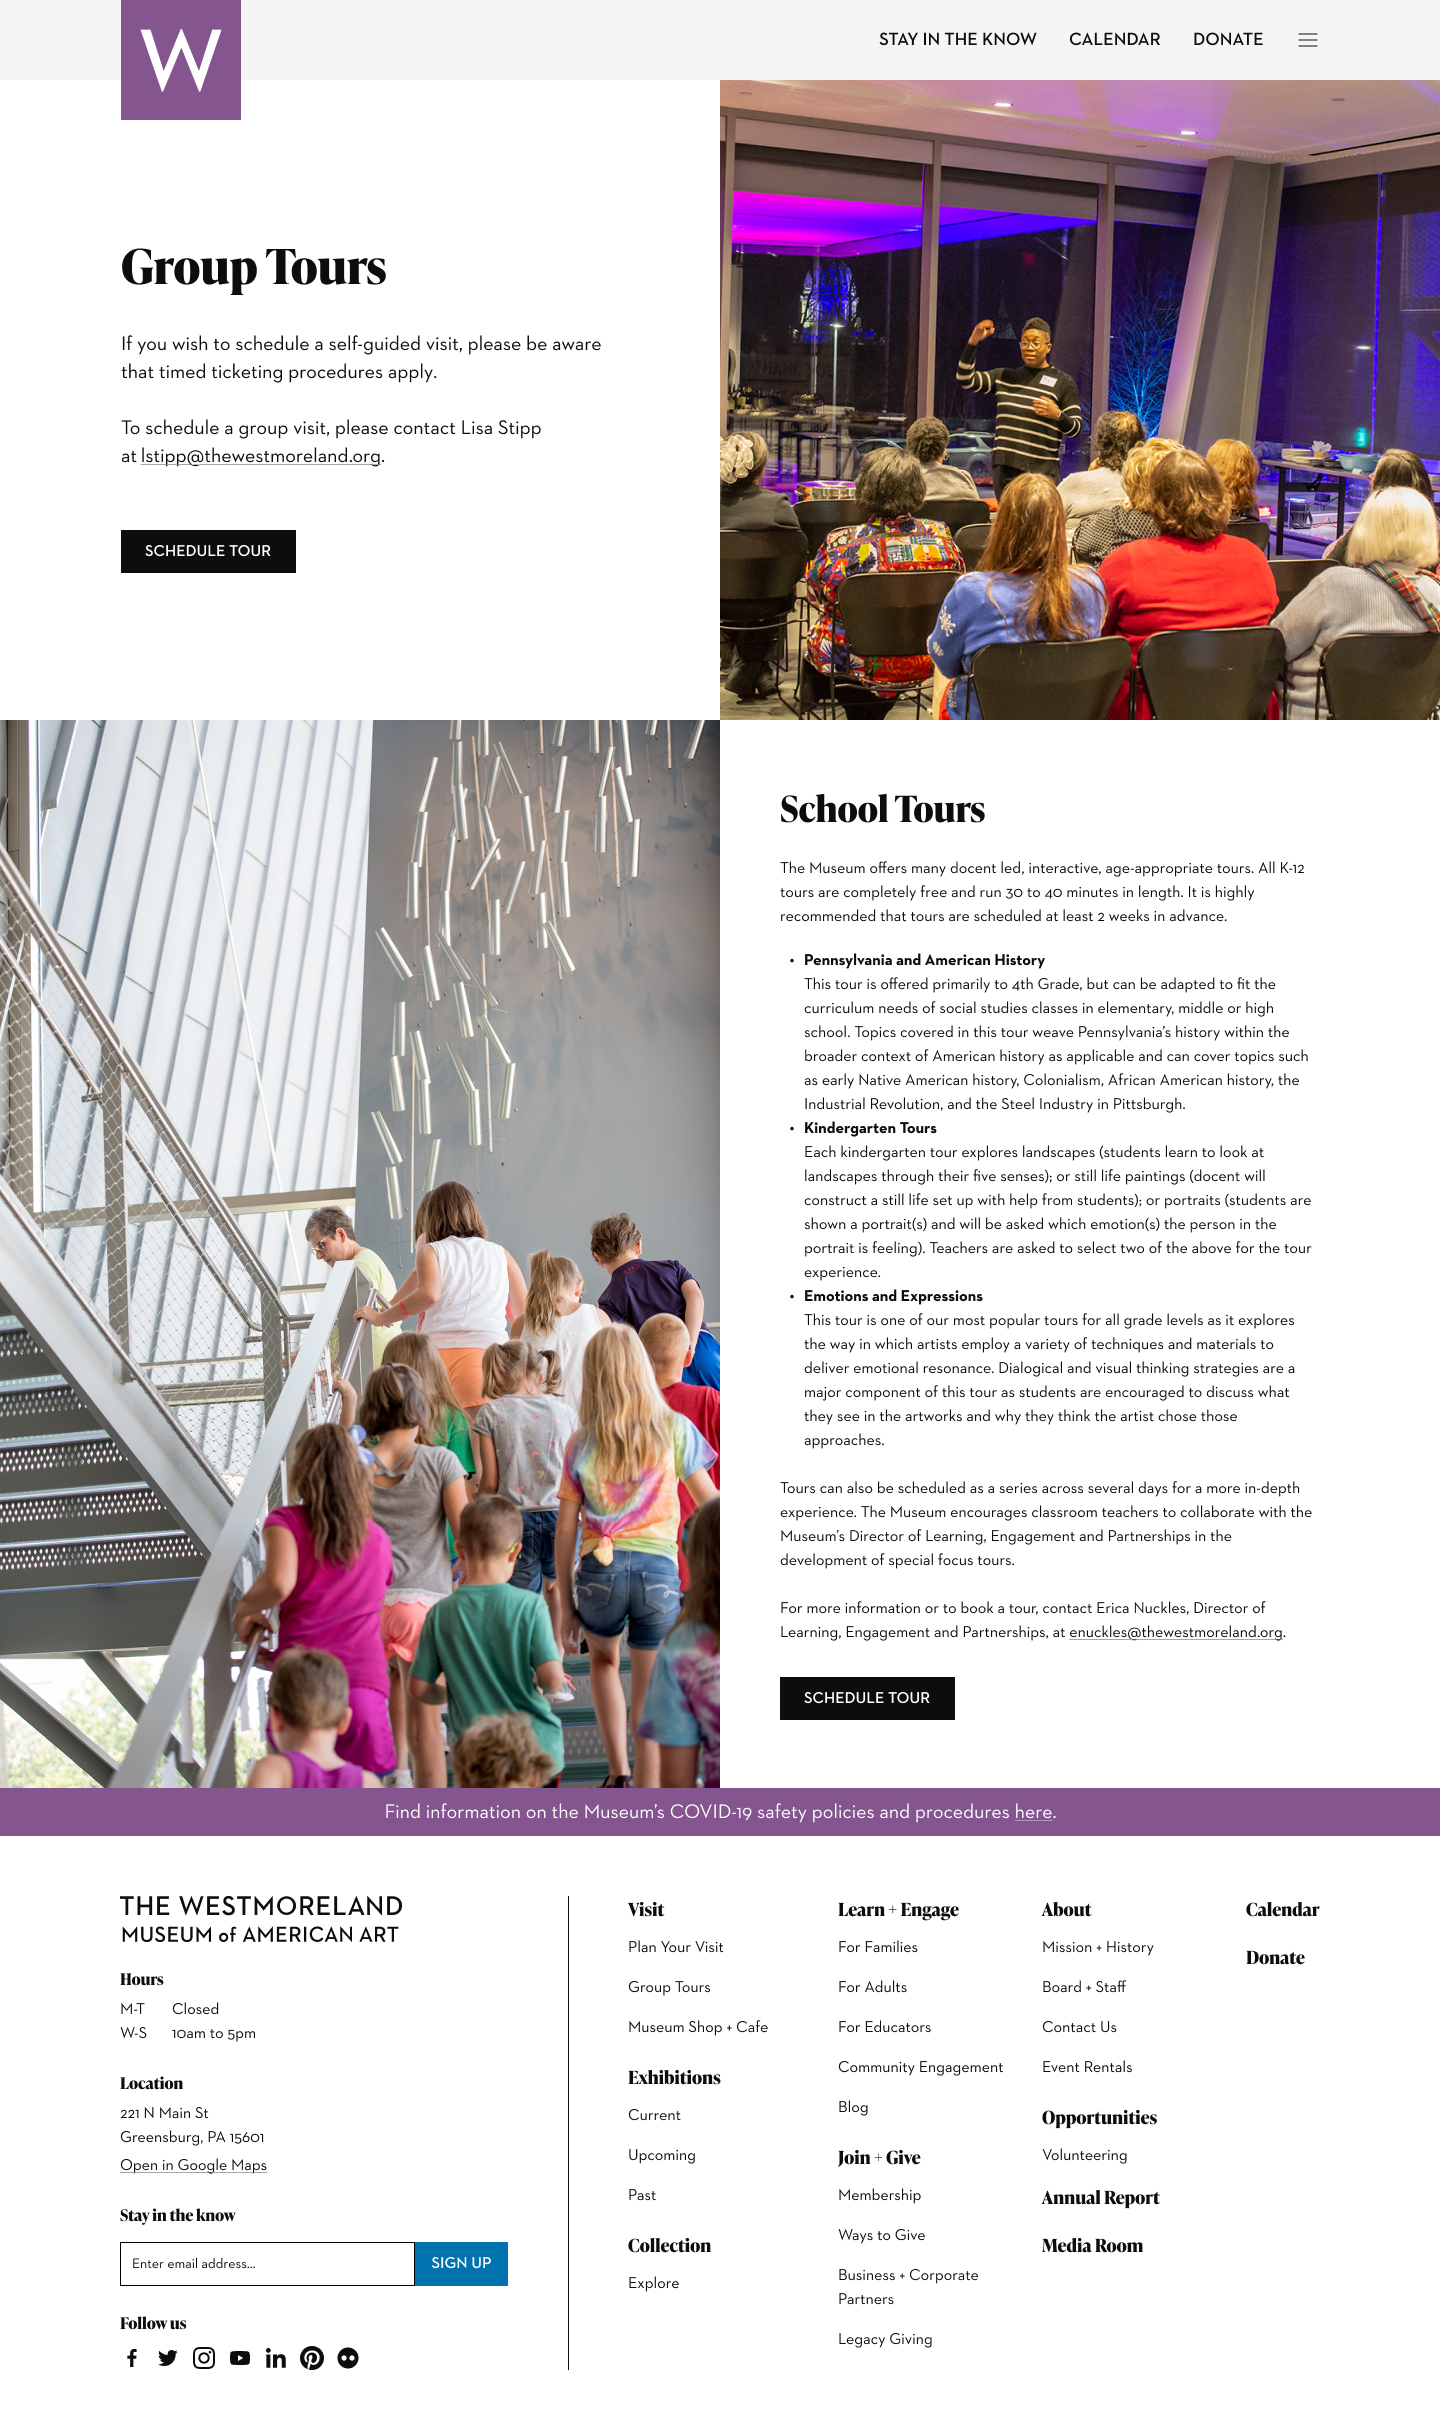 W
STAY IN THE KNOW
CALENDAR
DONATE
Group Tours
If you wish to schedule a self-guided visit, please be aware
that timed ticketing procedures apply.
To schedule a group visit, please contact Lisa Stipp
at lstipp@thewestmoreland.org.
SCHEDULE TOUR
School Tours
The Museum offers many docent led, interactive, age-appropriate tours. All K-12
tours are completely free and run 30 to 40 minutes in length. It is highly
recommended that tours are scheduled at least 2 weeks in advance.
• Pennsylvania and American History
This tour is offered primarily to 4th Grade, but can be adapted to fit the
curriculum needs of social studies classes in elementary, middle or high
school. Topics covered in this tour weave Pennsylvania's history within the
broader context of American history as applicable and can cover topics such
as early Native American history, Colonialism, African American history, the
Industrial Revolution, and the Steel Industry in Pittsburgh.
• Kindergarten Tours
Each kindergarten tour explores landscapes (students learn to look at
landscapes through their five senses); or still life paintings (docent will
construct a still life set up with help from students); or portraits (students are
shown a portrait(s) and will be asked which emotion(s) the person in the
portrait is feeling). Teachers are asked to select two of the above for the tour
experience.
• Emotions and Expressions
This tour is one of our most popular tours for all grade levels as it explores
the way in which artists employ a variety of techniques and materials to
deliver emotional resonance. Dialogical and visual thinking strategies are a
major component of this tour as students are encouraged to discuss what
they see in the artworks and why they think the artist chose those
approaches.
Tours can also be scheduled as a series across several days for a more in-depth
experience. The Museum encourages classroom teachers to collaborate with the
Museum's Director of Learning, Engagement and Partnerships in the
development of special focus tours.
For more information or to book a tour, contact Erica Nuckles, Director of
Learning, Engagement and Partnerships, at enuckles@thewestmoreland.org.
SCHEDULE TOUR
Find information on the Museum's COVID-19 safety policies and procedures here.
THE WESTMORELAND
MUSEUM of AMERICAN ART
Hours
M-T Closed
W-S 10am to 5pm
Location
221 N Main St
Greensburg, PA 15601
Open in Google Maps
Stay in the know
Enter email address...
SIGN UP
Follow us
Visit
Plan Your Visit
Group Tours
Museum Shop + Cafe
Exhibitions
Current
Upcoming
Past
Collection
Explore
Learn + Engage
For Families
For Adults
For Educators
Community Engagement
Blog
Join + Give
Membership
Ways to Give
Business + Corporate
Partners
Legacy Giving
About
Mission + History
Board + Staff
Contact Us
Event Rentals
Opportunities
Volunteering
Annual Report
Media Room
Calendar
Donate